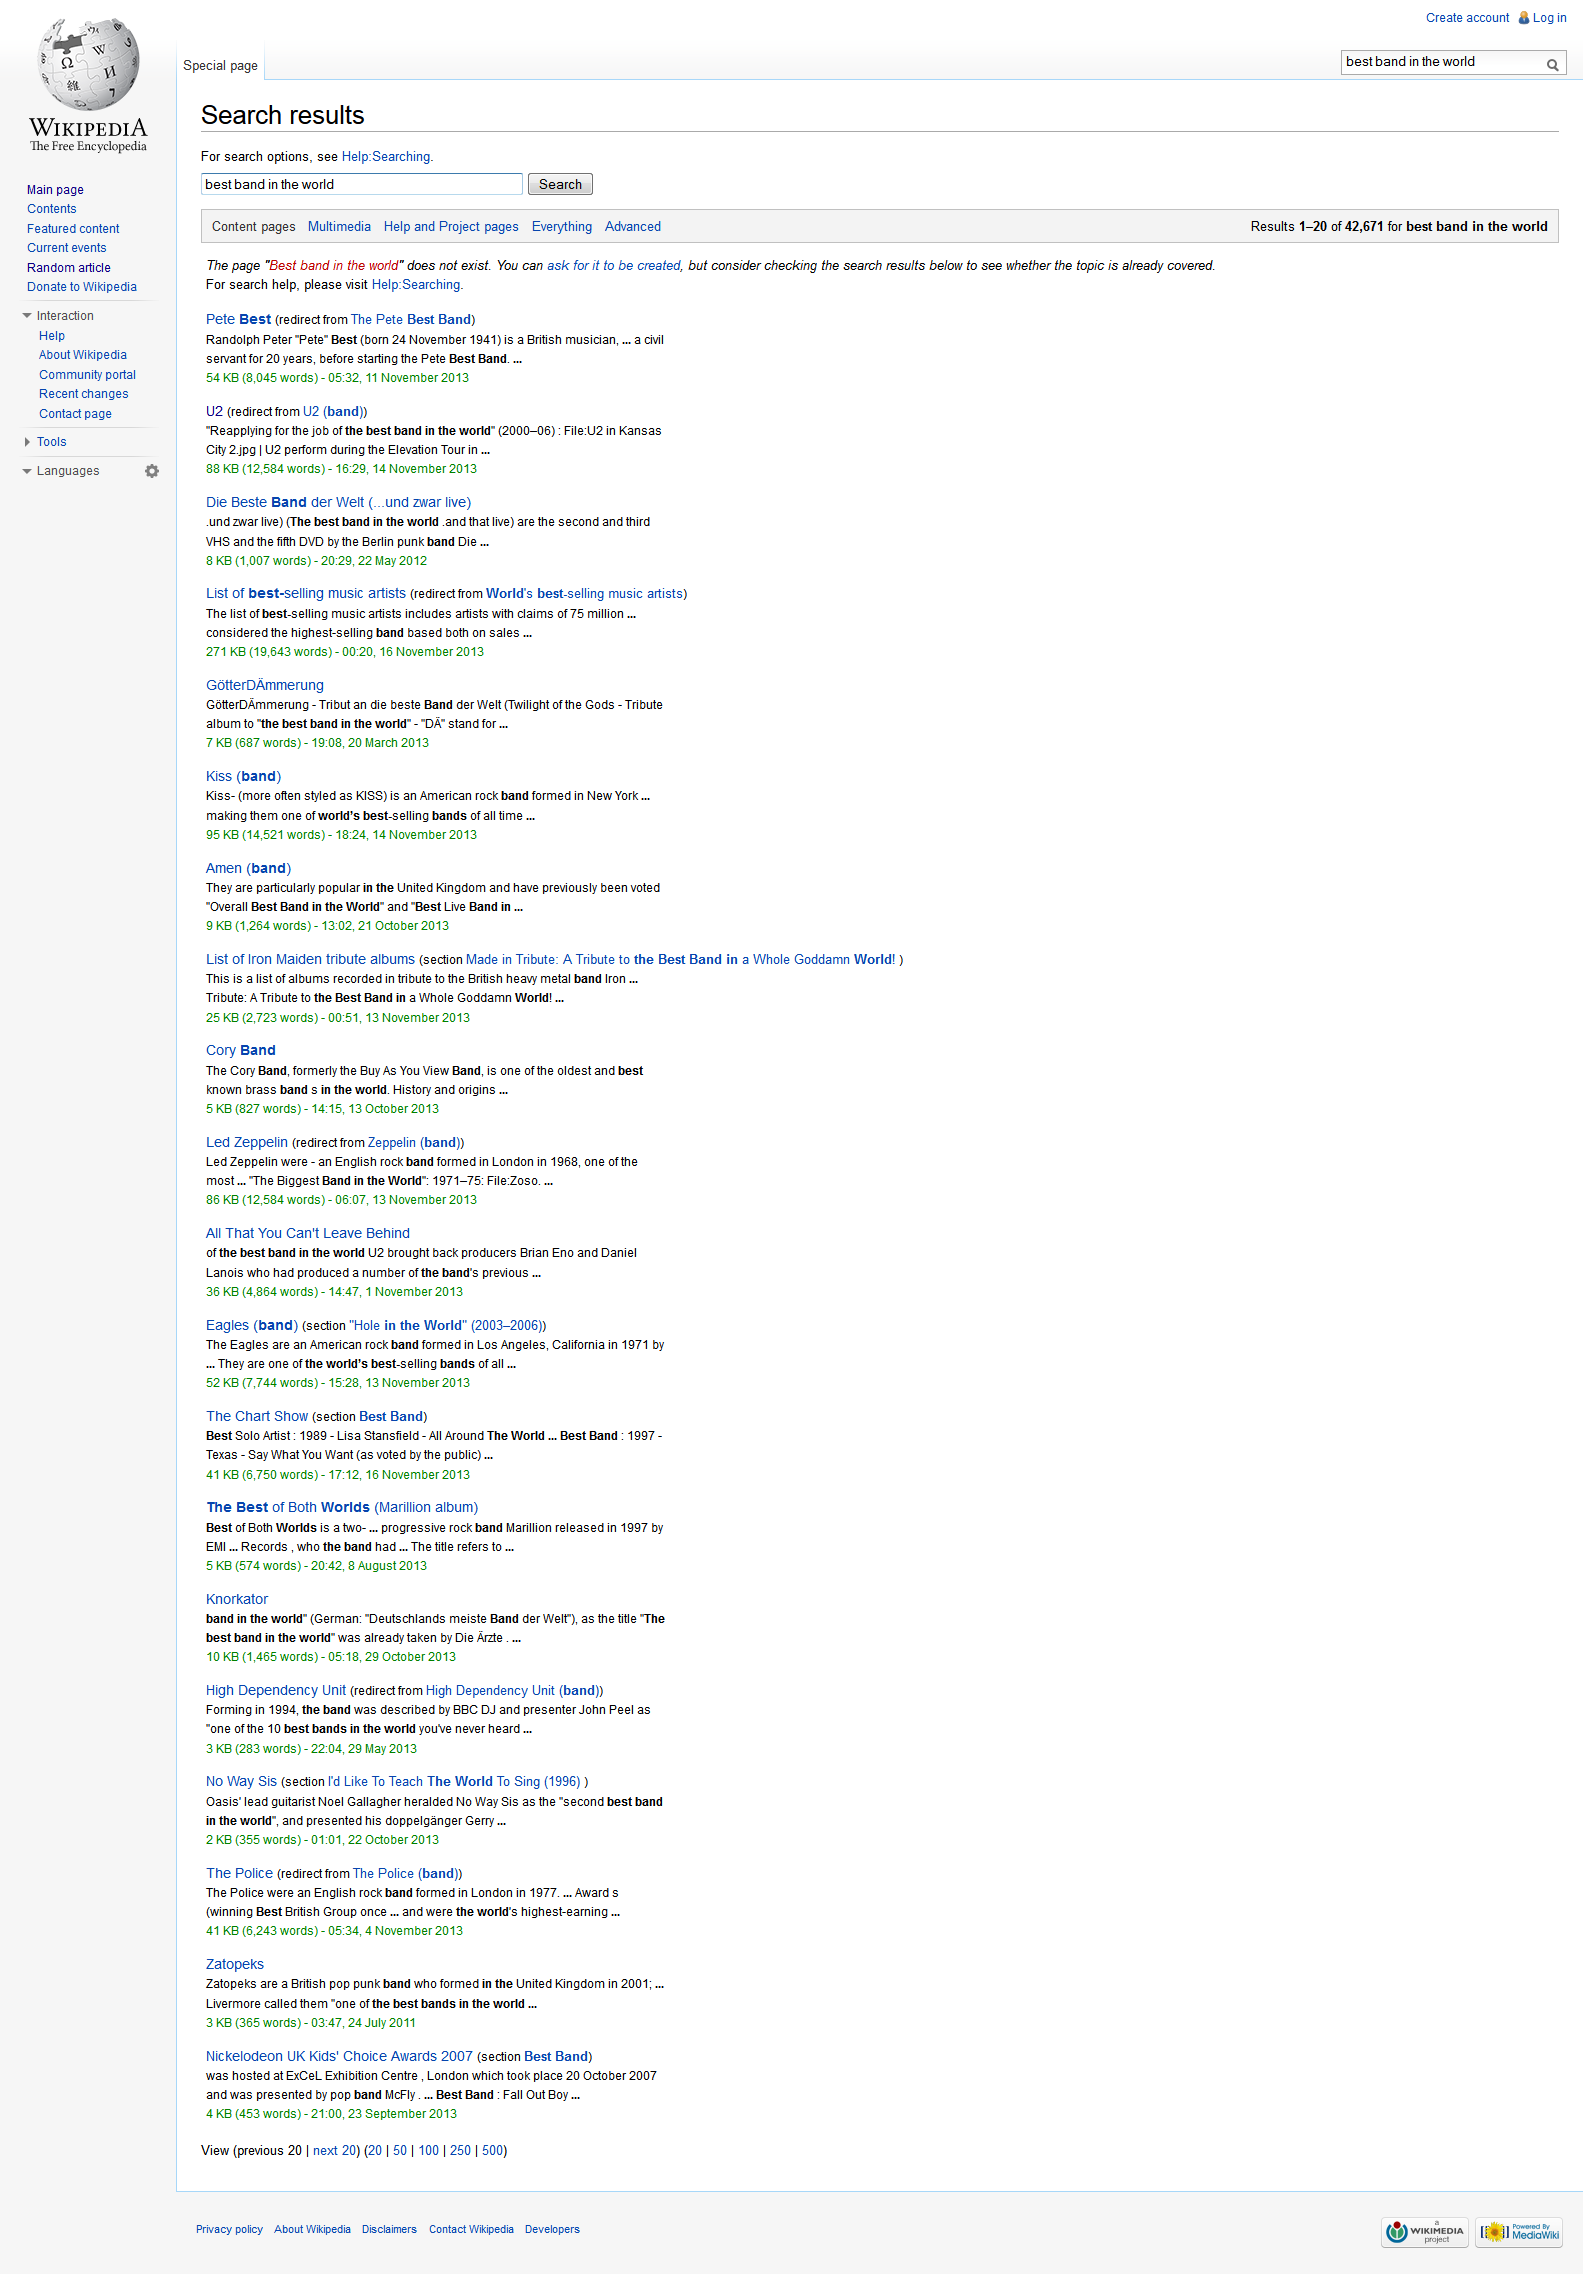 Create account Log in
Special page
best band in the world
WIKIPEDIA
The Free Encyclopedia
Main page
Contents
Featured content
Current events
Random article
Donate to Wikipedia
Interaction
Help
About Wikipedia
Community portal
Recent changes
Contact page
Tools
Languages
Search results
For search options, see Help:Searching.
best band in the world Search
Content pages Multimedia Help and Project pages Everything Advanced Results 1–20 of 42,671 for best band in the world
The page "Best band in the world" does not exist. You can ask for it to be created, but consider checking the search results below to see whether the topic is already covered.
For search help, please visit Help:Searching.
Pete Best (redirect from The Pete Best Band)
Randolph Peter "Pete" Best (born 24 November 1941) is a British musician, ... a civil
servant for 20 years, before starting the Pete Best Band. ...
54 KB (8,045 words) - 05:32, 11 November 2013
U2 (redirect from U2 (band))
"Reapplying for the job of the best band in the world" (2000–06) : File:U2 in Kansas
City 2.jpg | U2 perform during the Elevation Tour in ...
88 KB (12,584 words) - 16:29, 14 November 2013
Die Beste Band der Welt (...und zwar live)
.und zwar live) (The best band in the world .and that live) are the second and third
VHS and the fifth DVD by the Berlin punk band Die ...
8 KB (1,007 words) - 20:29, 22 May 2012
List of best-selling music artists (redirect from World's best-selling music artists)
The list of best-selling music artists includes artists with claims of 75 million ...
considered the highest-selling band based both on sales ...
271 KB (19,643 words) - 00:20, 16 November 2013
GötterDÄmmerung
GötterDÄmmerung - Tribut an die beste Band der Welt (Twilight of the Gods - Tribute
album to "the best band in the world" - "DÄ" stand for ...
7 KB (687 words) - 19:08, 20 March 2013
Kiss (band)
Kiss- (more often styled as KISS) is an American rock band formed in New York ...
making them one of world's best-selling bands of all time ...
95 KB (14,521 words) - 18:24, 14 November 2013
Amen (band)
They are particularly popular in the United Kingdom and have previously been voted
"Overall Best Band in the World" and "Best Live Band in ...
9 KB (1,264 words) - 13:02, 21 October 2013
List of Iron Maiden tribute albums (section Made in Tribute: A Tribute to the Best Band in a Whole Goddamn World! )
This is a list of albums recorded in tribute to the British heavy metal band Iron ...
Tribute: A Tribute to the Best Band in a Whole Goddamn World! ...
25 KB (2,723 words) - 00:51, 13 November 2013
Cory Band
The Cory Band, formerly the Buy As You View Band, is one of the oldest and best
known brass band s in the world. History and origins ...
5 KB (827 words) - 14:15, 13 October 2013
Led Zeppelin (redirect from Zeppelin (band))
Led Zeppelin were - an English rock band formed in London in 1968, one of the
most ... "The Biggest Band in the World": 1971–75: File:Zoso. ...
86 KB (12,584 words) - 06:07, 13 November 2013
All That You Can't Leave Behind
of the best band in the world U2 brought back producers Brian Eno and Daniel
Lanois who had produced a number of the band's previous ...
36 KB (4,864 words) - 14:47, 1 November 2013
Eagles (band) (section "Hole in the World" (2003–2006))
The Eagles are an American rock band formed in Los Angeles, California in 1971 by
... They are one of the world's best-selling bands of all ...
52 KB (7,744 words) - 15:28, 13 November 2013
The Chart Show (section Best Band)
Best Solo Artist : 1989 - Lisa Stansfield - All Around The World ... Best Band : 1997 -
Texas - Say What You Want (as voted by the public) ...
41 KB (6,750 words) - 17:12, 16 November 2013
The Best of Both Worlds (Marillion album)
Best of Both Worlds is a two- ... progressive rock band Marillion released in 1997 by
EMI ... Records , who the band had ... The title refers to ...
5 KB (574 words) - 20:42, 8 August 2013
Knorkator
band in the world" (German: "Deutschlands meiste Band der Welt"), as the title "The
best band in the world" was already taken by Die Ärzte . ...
10 KB (1,465 words) - 05:18, 29 October 2013
High Dependency Unit (redirect from High Dependency Unit (band))
Forming in 1994, the band was described by BBC DJ and presenter John Peel as
"one of the 10 best bands in the world you've never heard ...
3 KB (283 words) - 22:04, 29 May 2013
No Way Sis (section I'd Like To Teach The World To Sing (1996) )
Oasis' lead guitarist Noel Gallagher heralded No Way Sis as the "second best band
in the world", and presented his doppelgänger Gerry ...
2 KB (355 words) - 01:01, 22 October 2013
The Police (redirect from The Police (band))
The Police were an English rock band formed in London in 1977. ... Award s
(winning Best British Group once ... and were the world's highest-earning ...
41 KB (6,243 words) - 05:34, 4 November 2013
Zatopeks
Zatopeks are a British pop punk band who formed in the United Kingdom in 2001; ...
Livermore called them "one of the best bands in the world ...
3 KB (365 words) - 03:47, 24 July 2011
Nickelodeon UK Kids' Choice Awards 2007 (section Best Band)
was hosted at ExCeL Exhibition Centre , London which took place 20 October 2007
and was presented by pop band McFly . ... Best Band : Fall Out Boy ...
4 KB (453 words) - 21:00, 23 September 2013
View (previous 20 | next 20) (20 | 50 | 100 | 250 | 500)
Privacy policy About Wikipedia Disclaimers Contact Wikipedia Developers
a WIKIMEDIA project
Powered By MediaWiki